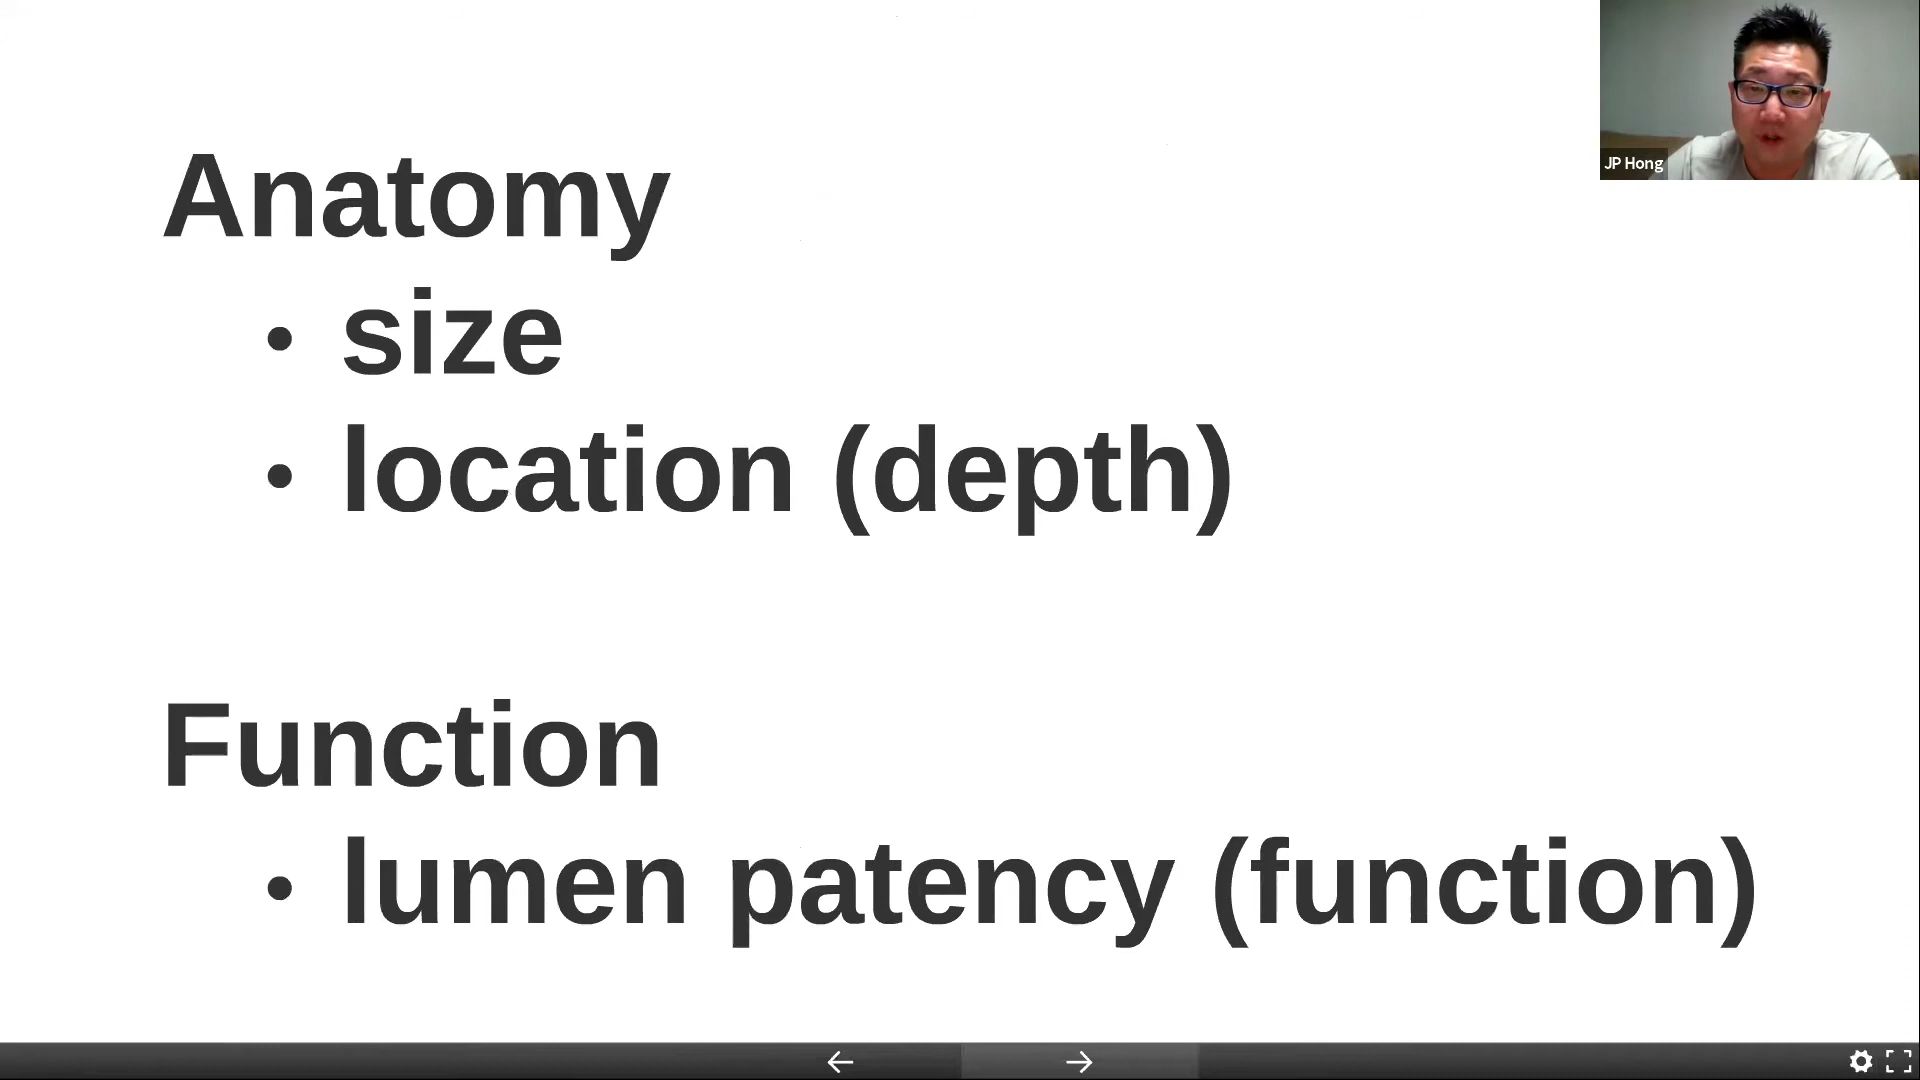 JP Hong
Anatomy
• size
• location (depth)
Function
• lumen patency (function)